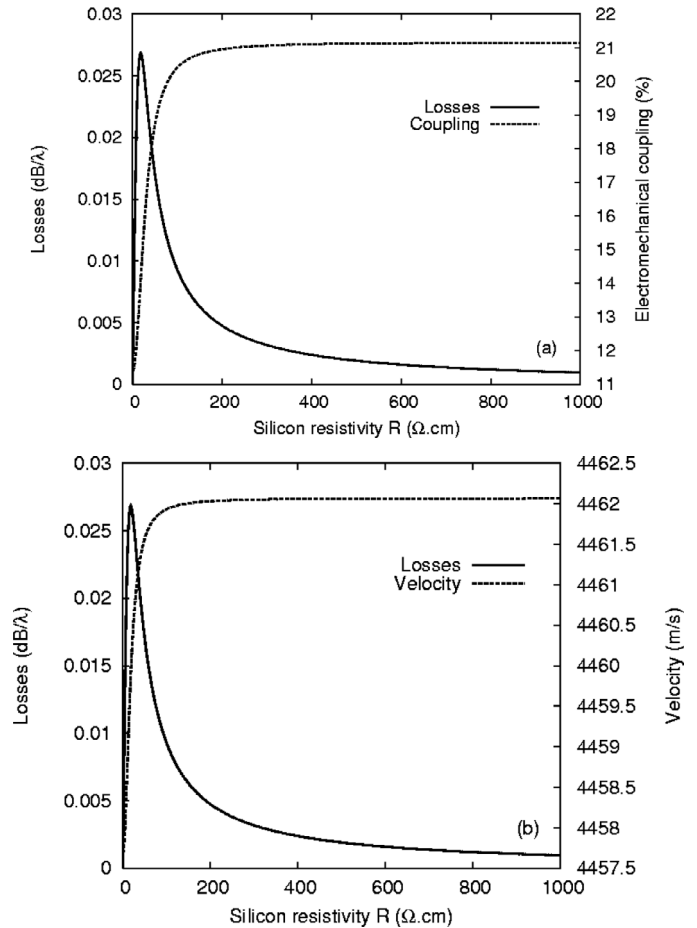 0.03
0.025
0.02
0.015
0.01
0.005
0
Losses (dB/λ)
22
21
20
19
18
17
16
15
14
13
12
11
Electromechanical coupling (%)
Losses
Coupling
(a)
0 200 400 600 800 1000
Silicon resistivity R (Ω.cm)
0.03
0.025
0.02
0.015
0.01
0.005
0
Losses (dB/λ)
4462.5
4462
4461.5
4461
4460.5
4460
4459.5
4459
4458.5
4458
4457.5
Velocity (m/s)
Losses
Velocity
(b)
0 200 400 600 800 1000
Silicon resistivity R (Ω.cm)